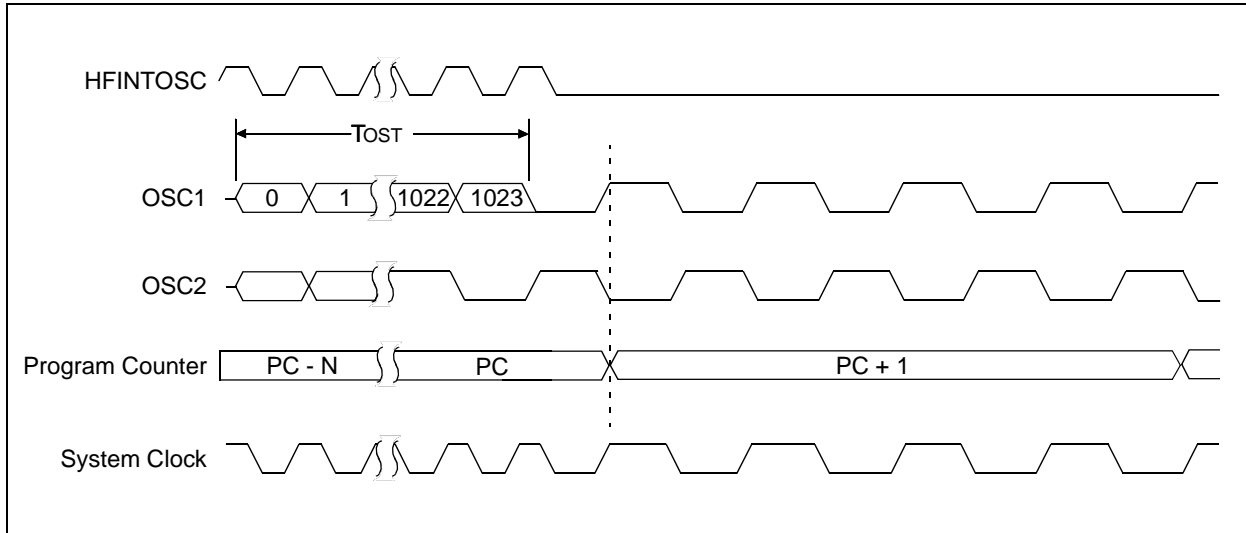 HFINTOSC
TOST
OSC1 0 1 1022 1023
OSC2
Program Counter PC - N PC PC + 1
System Clock